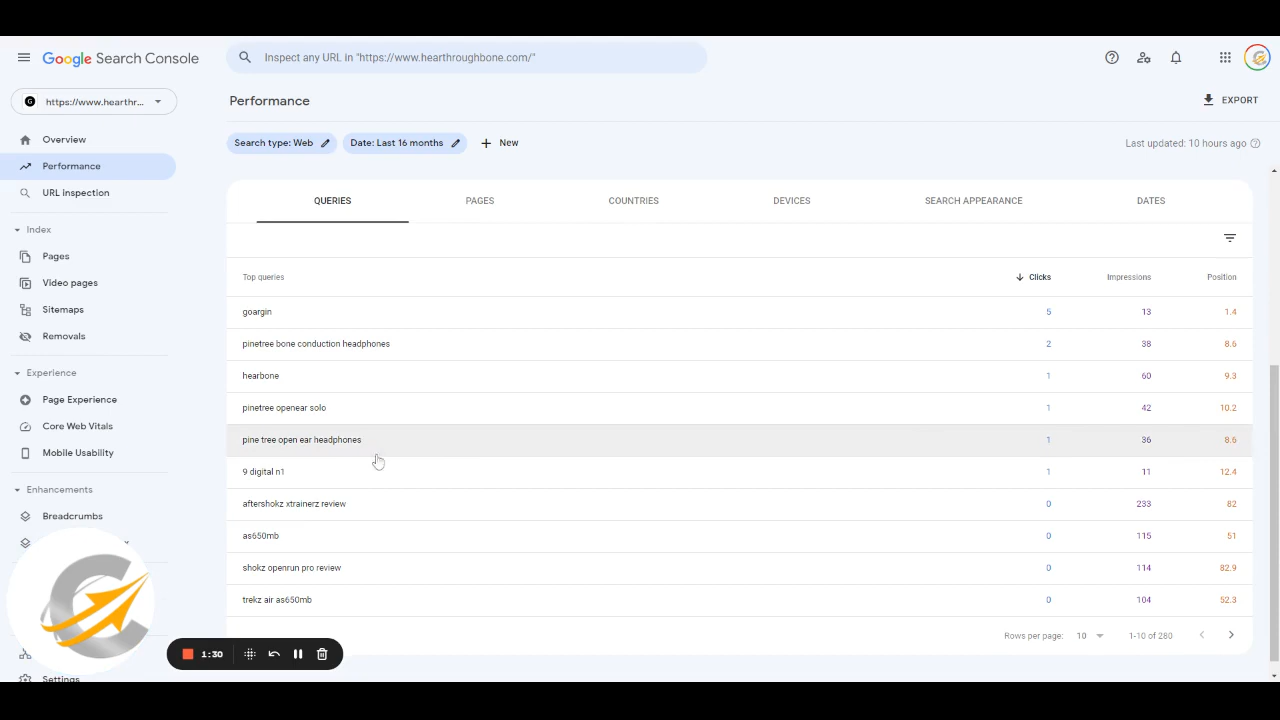 Google Search Console
Inspect any URL in "https://www.hearthroughbone.com/"
https://www.hearthr...
Performance
EXPORT
Search type: Web
Date: Last 16 months
New
Last updated: 10 hours ago
Overview
Performance
URL inspection
Index
Pages
Video pages
Sitemaps
Removals
Experience
Page Experience
Core Web Vitals
Mobile Usability
Enhancements
Breadcrumbs
Settings
QUERIES PAGES COUNTRIES DEVICES SEARCH APPEARANCE DATES
Top queries Clicks Impressions Position
goargin 5 13 1.4
pinetree bone conduction headphones 2 38 8.6
hearbone 1 60 9.3
pinetree openear solo 1 42 10.2
pine tree open ear headphones 1 36 8.6
9 digital n1 1 11 12.4
aftershokz xtrainerz review 0 233 82
as650mb 0 115 51
shokz openrun pro review 0 114 82.9
trekz air as650mb 0 104 52.3
Rows per page: 10 1-10 of 280
1:30